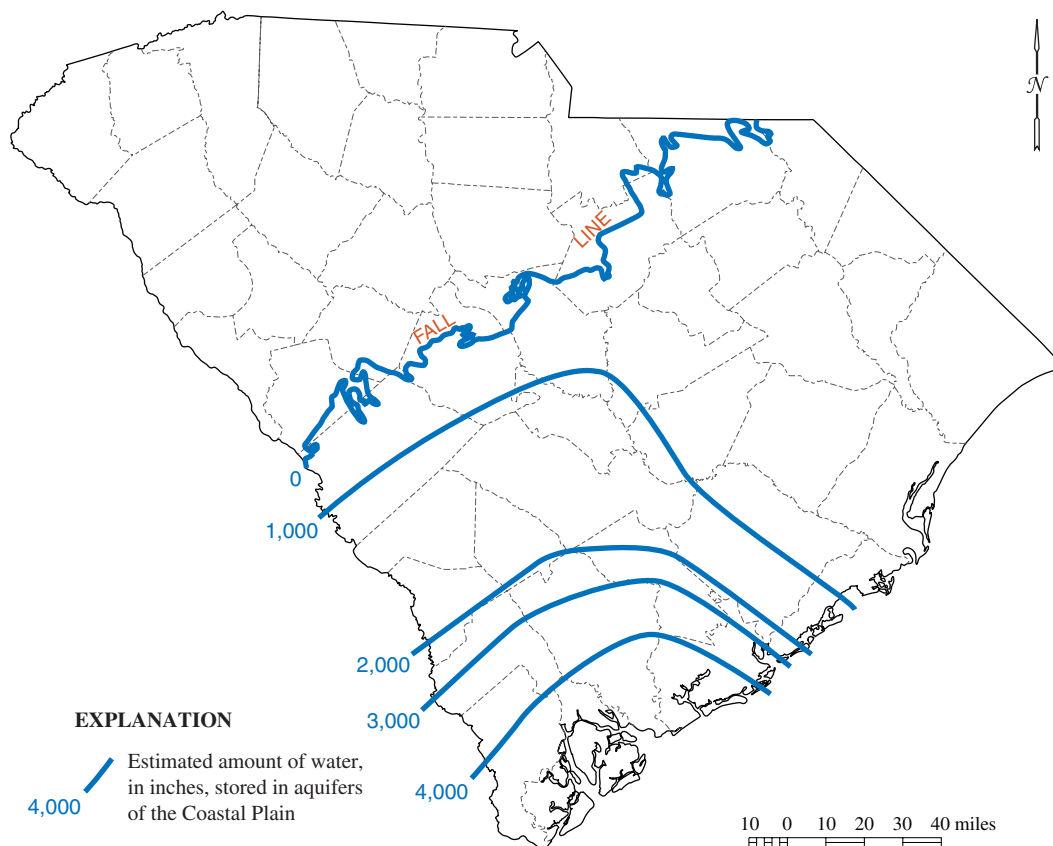 N
LINE
FALL
0
1,000
2,000
3,000
4,000
EXPLANATION
4,000
Estimated amount of water,
in inches, stored in aquifers
of the Coastal Plain
10 0 10 20 30 40 miles